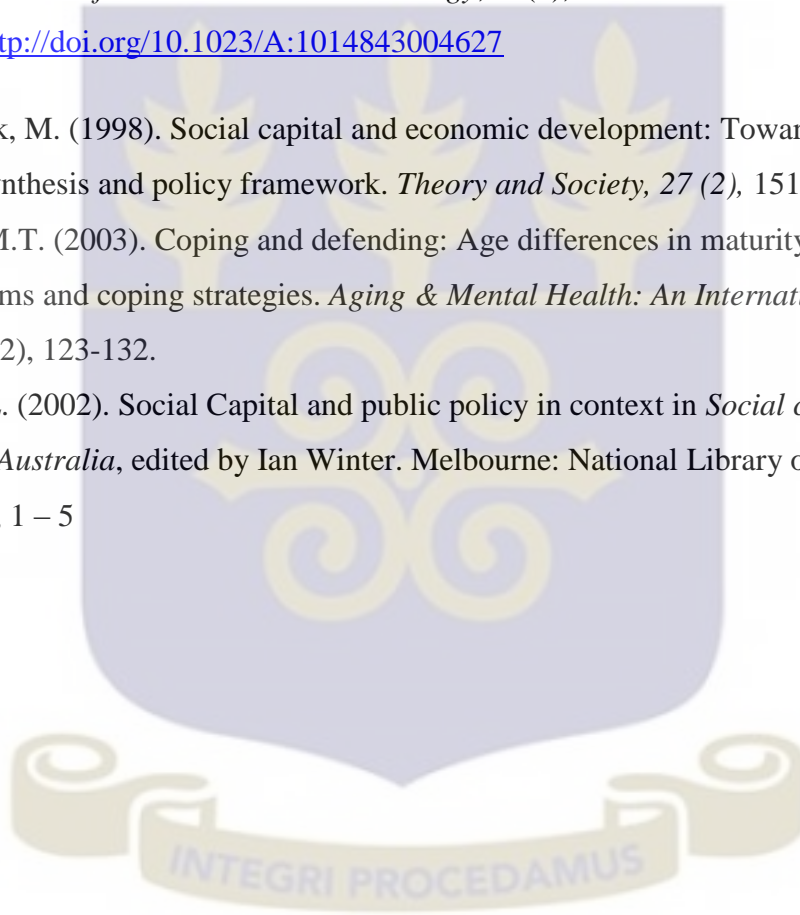 tp://doi.org/10.1023/A:1014843004627
k, M. (1998). Social capital and economic development: Towar
nthesis and policy framework. Theory and Society, 27 (2), 151
M.T. (2003). Coping and defending: Age differences in maturity
ms and coping strategies. Aging & Mental Health: An Internati
2), 123-132.
. (2002). Social Capital and public policy in context in Social c
Australia, edited by Ian Winter. Melbourne: National Library o
, 1 – 5
INTEGRI PROCEDAMUS